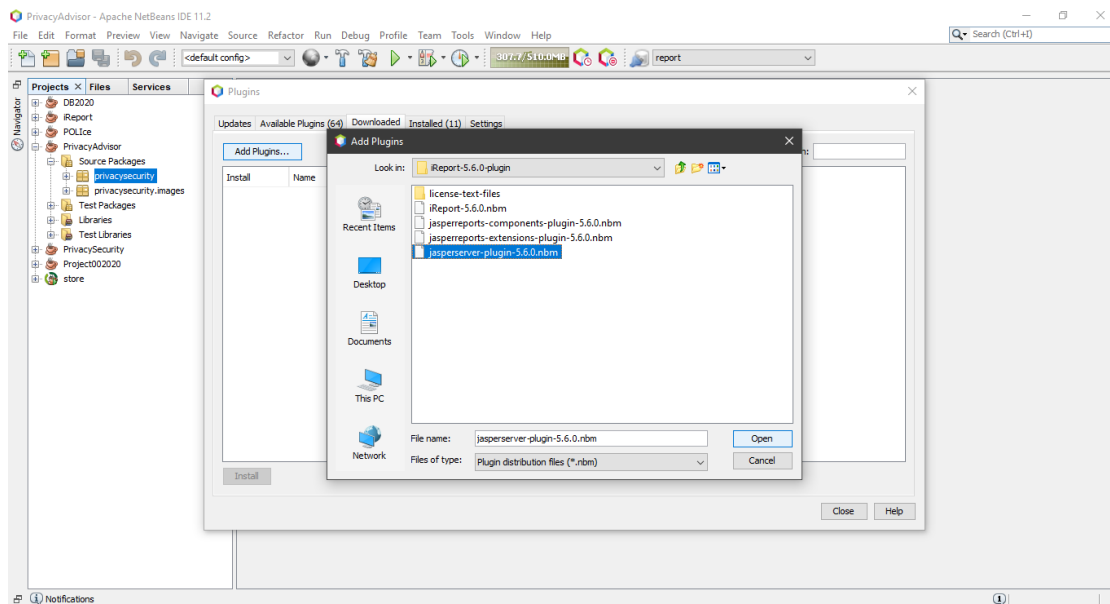 PrivacyAdvisor - Apache NetBeans IDE 11.2
File Edit Format Preview View Navigate Source Refactor Run Debug Profile Team Tools Window Help
Search (Ctrl+I)
<default config>
307.7/510.0MB
report
Navigator
Projects Files Services
DB2020
iReport
POLIce
PrivacyAdvisor
Source Packages
privacysecurity
privacysecurity.images
Test Packages
Libraries
Test Libraries
PrivacySecurity
Project002020
store
Plugins
Updates Available Plugins (64) Downloaded Installed (11) Settings
Add Plugins...
Install Name
Add Plugins
Look in: iReport-5.6.0-plugin
Recent Items
Desktop
Documents
This PC
Network
license-text-files
iReport-5.6.0.nbm
jasperreports-components-plugin-5.6.0.nbm
jasperreports-extensions-plugin-5.6.0.nbm
jasperserver-plugin-5.6.0.nbm
File name: jasperserver-plugin-5.6.0.nbm Open
Files of type: Plugin distribution files (*.nbm) Cancel
Install
Close Help
Notifications
1